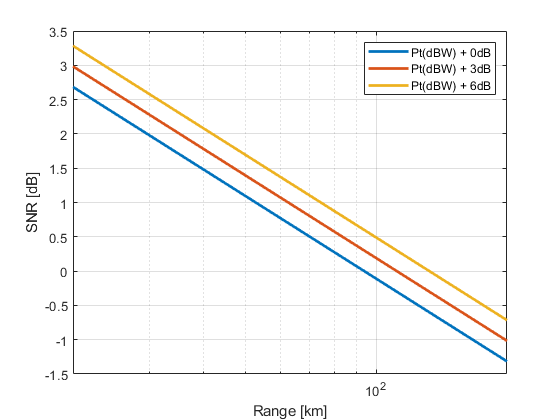 3.5
3
2.5
2
1.5
1
0.5
0
-0.5
-1
-1.5
SNR [dB]
Pt(dBW) + 0dB
Pt(dBW) + 3dB
Pt(dBW) + 6dB
10²
Range [km]